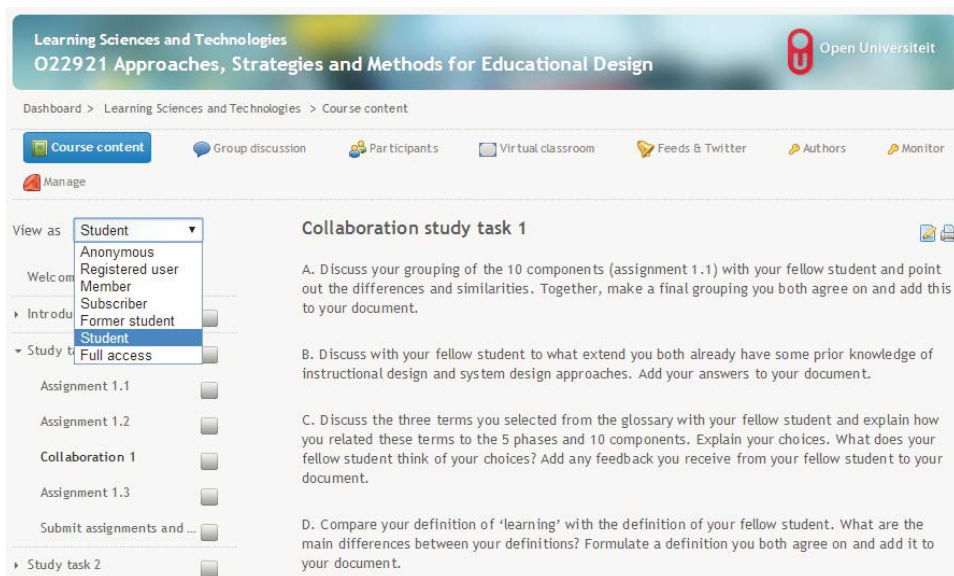 Learning Sciences and Technologies
O22921 Approaches, Strategies and Methods for Educational Design
Open Universiteit
Dashboard > Learning Sciences and Technologies > Course content
Course content
Group discussion
Participants
Virtual classroom
Feeds & Twitter
Authors
Monitor
Manage
View as
Student
Anonymous
Registered user
Member
Subscriber
Former student
Student
Full access
Welcom
Introdu
Study t
Assignment 1.1
Assignment 1.2
Collaboration 1
Assignment 1.3
Submit assignments and ...
Study task 2
Collaboration study task 1
A. Discuss your grouping of the 10 components (assignment 1.1) with your fellow student and point
out the differences and similarities. Together, make a final grouping you both agree on and add this
to your document.
B. Discuss with your fellow student to what extend you both already have some prior knowledge of
instructional design and system design approaches. Add your answers to your document.
C. Discuss the three terms you selected from the glossary with your fellow student and explain how
you related these terms to the 5 phases and 10 components. Explain your choices. What does your
fellow student think of your choices? Add any feedback you receive from your fellow student to your
document.
D. Compare your definition of ‘learning’ with the definition of your fellow student. What are the
main differences between your definitions? Formulate a definition you both agree on and add it to
your document.